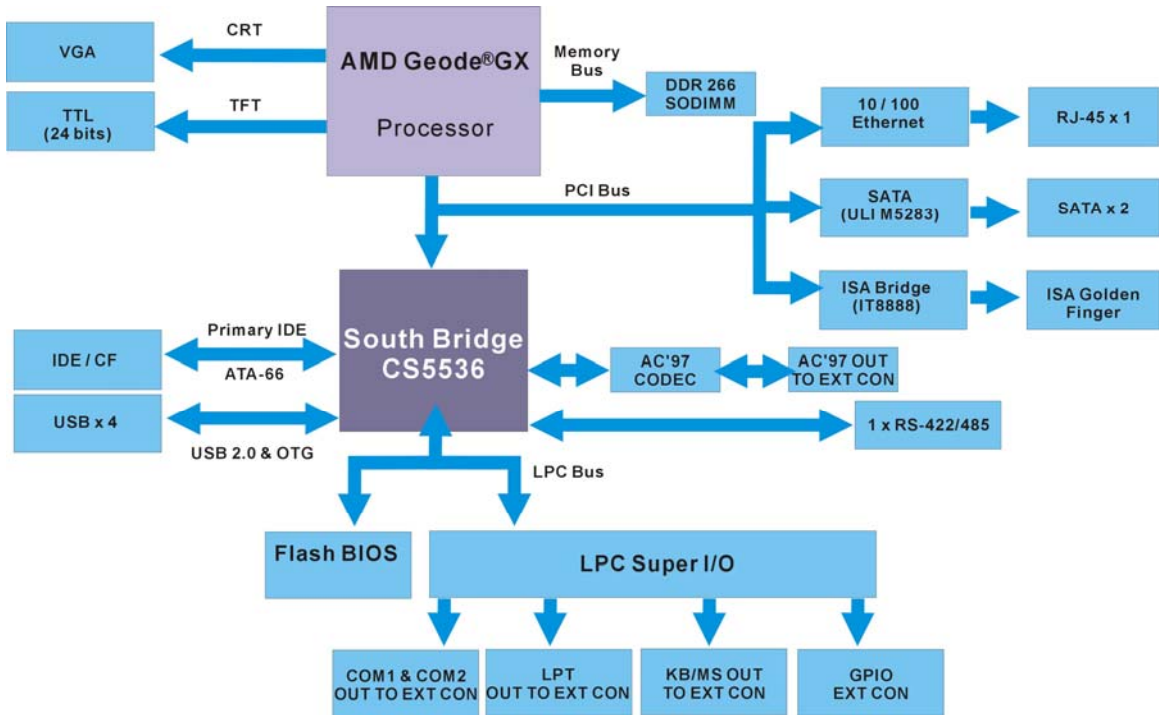 CRT
VGA
TTL
(24 bits)
TFT
AMD Geode®GX
Processor
Memory
Bus
DDR 266
SODIMM
10 / 100
Ethernet
RJ-45 x 1
PCI Bus
SATA
(ULI M5283)
SATA x 2
ISA Bridge
(IT8888)
ISA Golden
Finger
South Bridge
CS5536
Primary IDE
IDE / CF
ATA-66
USB x 4
USB 2.0 & OTG
AC'97
CODEC
AC'97 OUT
TO EXT CON
1 x RS-422/485
LPC Bus
Flash BIOS
LPC Super I/O
COM1 & COM2
OUT TO EXT CON
LPT
OUT TO EXT CON
KB/MS OUT
TO EXT CON
GPIO
EXT CON